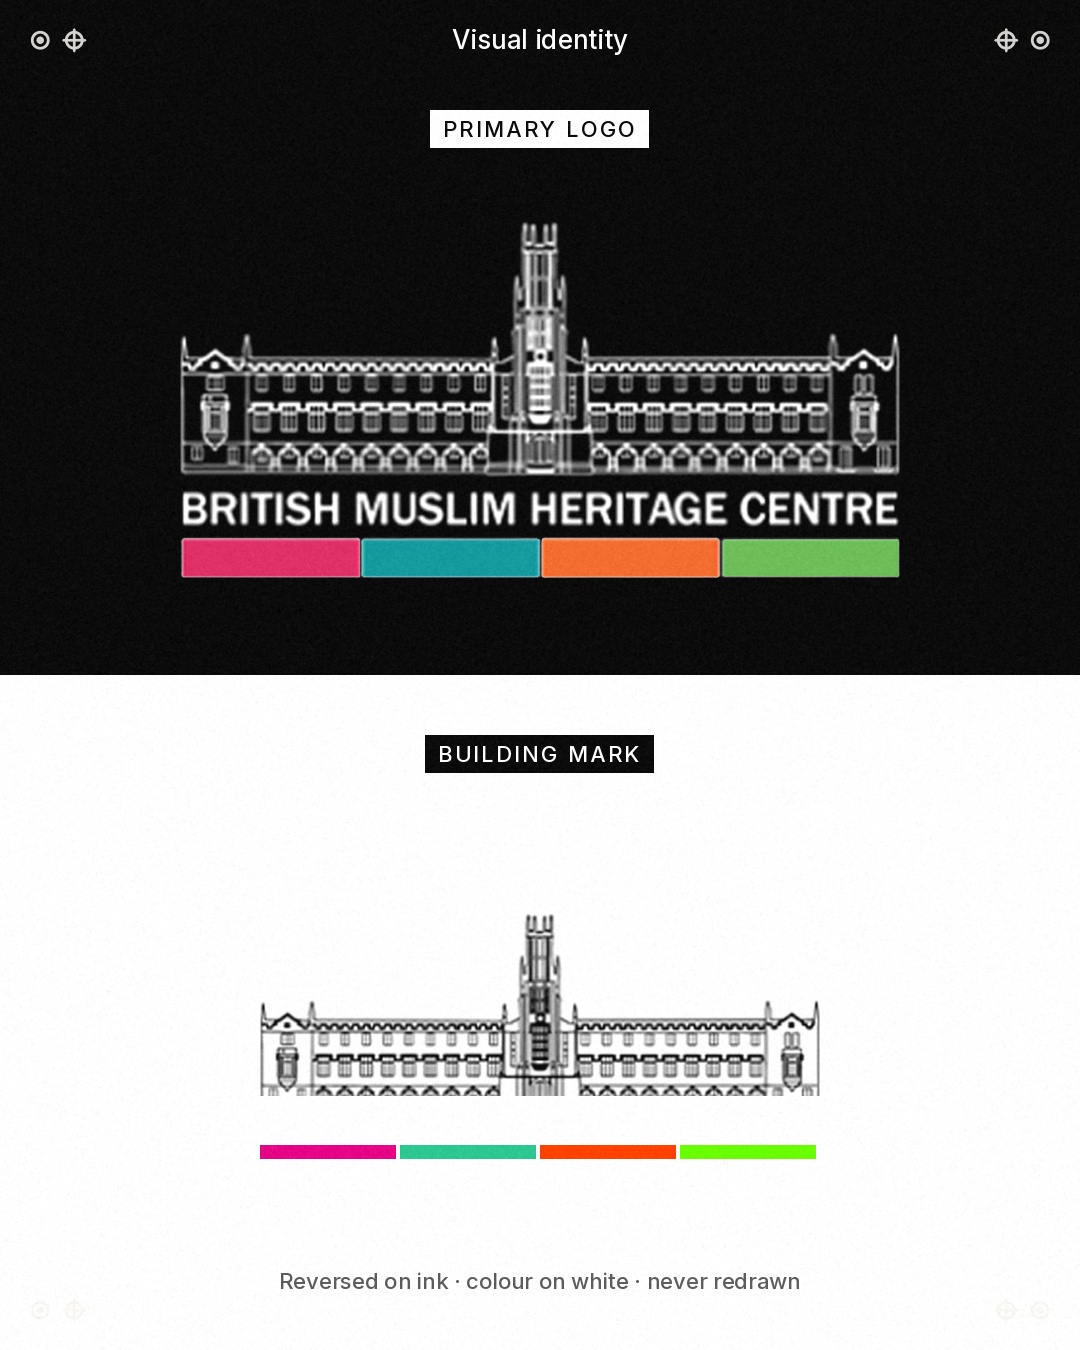 Visual identity
PRIMARY LOGO
BRITISH MUSLIM HERITAGE CENTRE
BUILDING MARK
Reversed on ink · colour on white · never redrawn